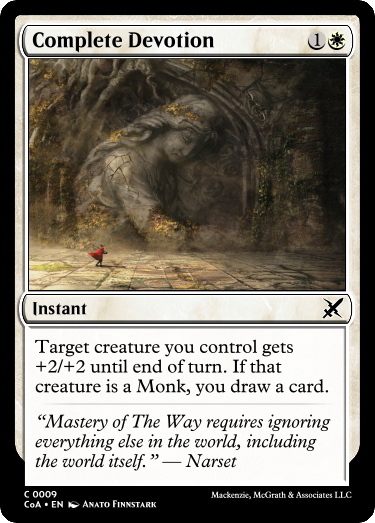 Complete Devotion 1
Instant
Target creature you control gets
+2/+2 until end of turn. If that
creature is a Monk, you draw a card.
“Mastery of The Way requires ignoring
everything else in the world, including
the world itself.” — Narset
C 0009
CoA • EN Anato Finnstark
Mackenzie, McGrath & Associates LLC